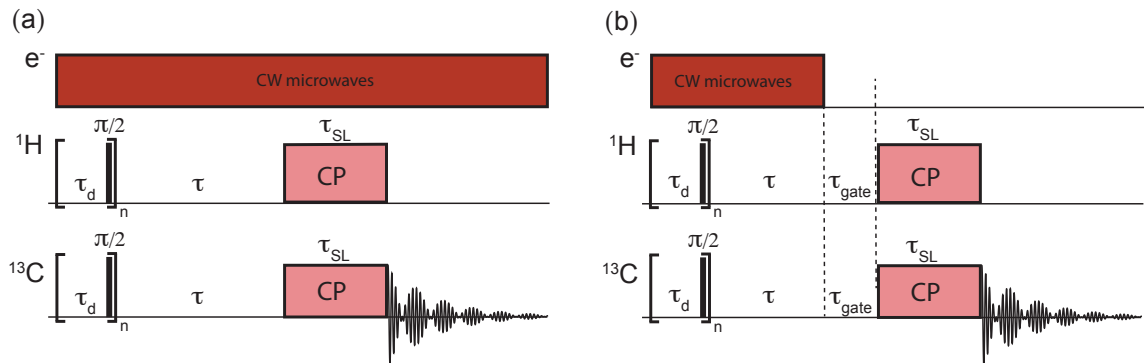 (a)
e⁻
CW microwaves
¹H
π/2
τ_d
n
τ
τ_SL
CP
¹³C
π/2
τ_d
n
τ
τ_SL
CP
(b)
e⁻
CW microwaves
¹H
π/2
τ_d
n
τ
τ_gate
τ_SL
CP
¹³C
π/2
τ_d
n
τ
τ_gate
τ_SL
CP